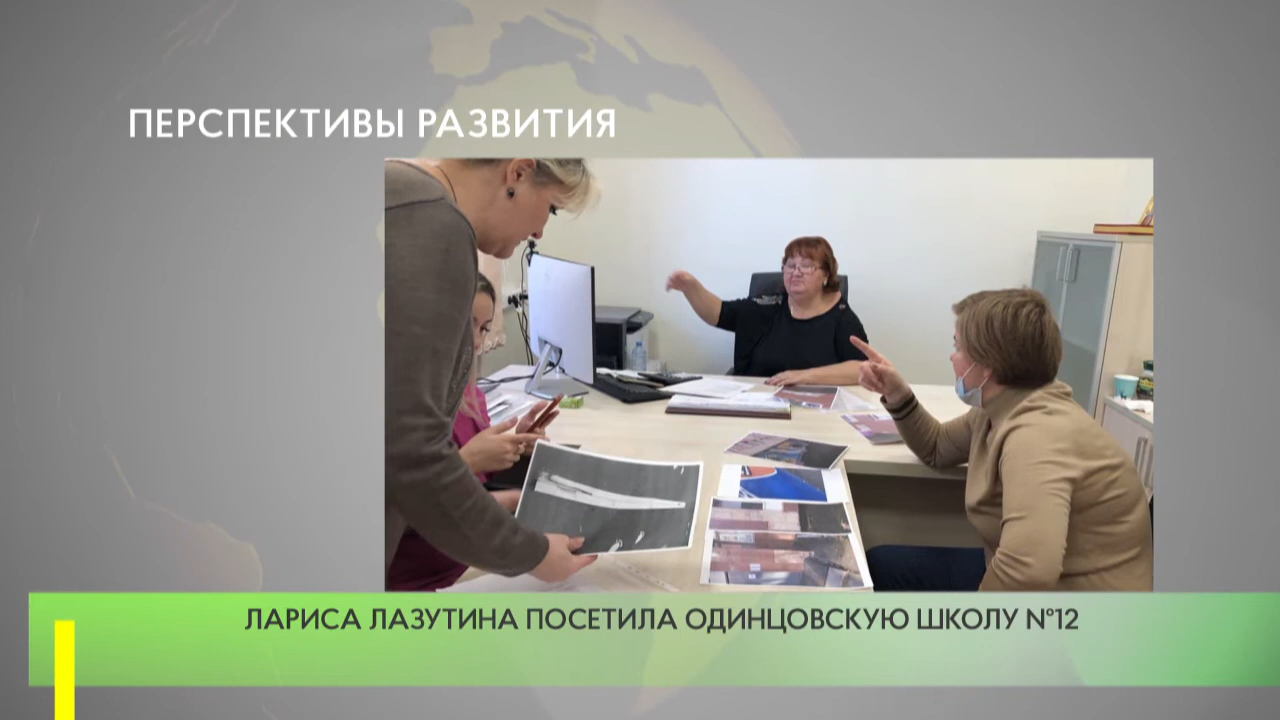 ПЕРСПЕКТИВЫ РАЗВИТИЯ
ЛАРИСА ЛАЗУТИНА ПОСЕТИЛА ОДИНЦОВСКУЮ ШКОЛУ №12